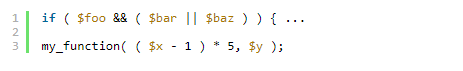 1 if ( $foo && ( $bar || $baz ) ) { ...
2
3 my_function( ( $x - 1 ) * 5, $y );